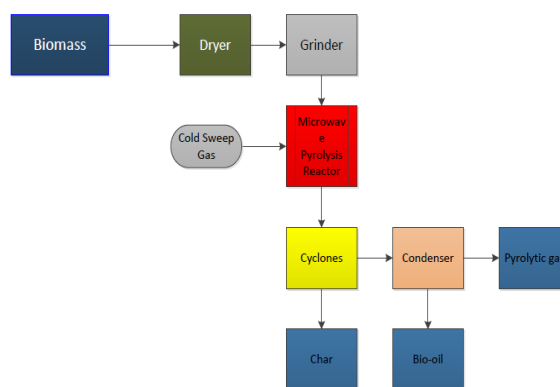 Biomass
Dryer
Grinder
Cold Sweep
Gas
Microwav
e
Pyrolysis
Reactor
Cyclones
Condenser
Pyrolytic ga
Char
Bio-oil